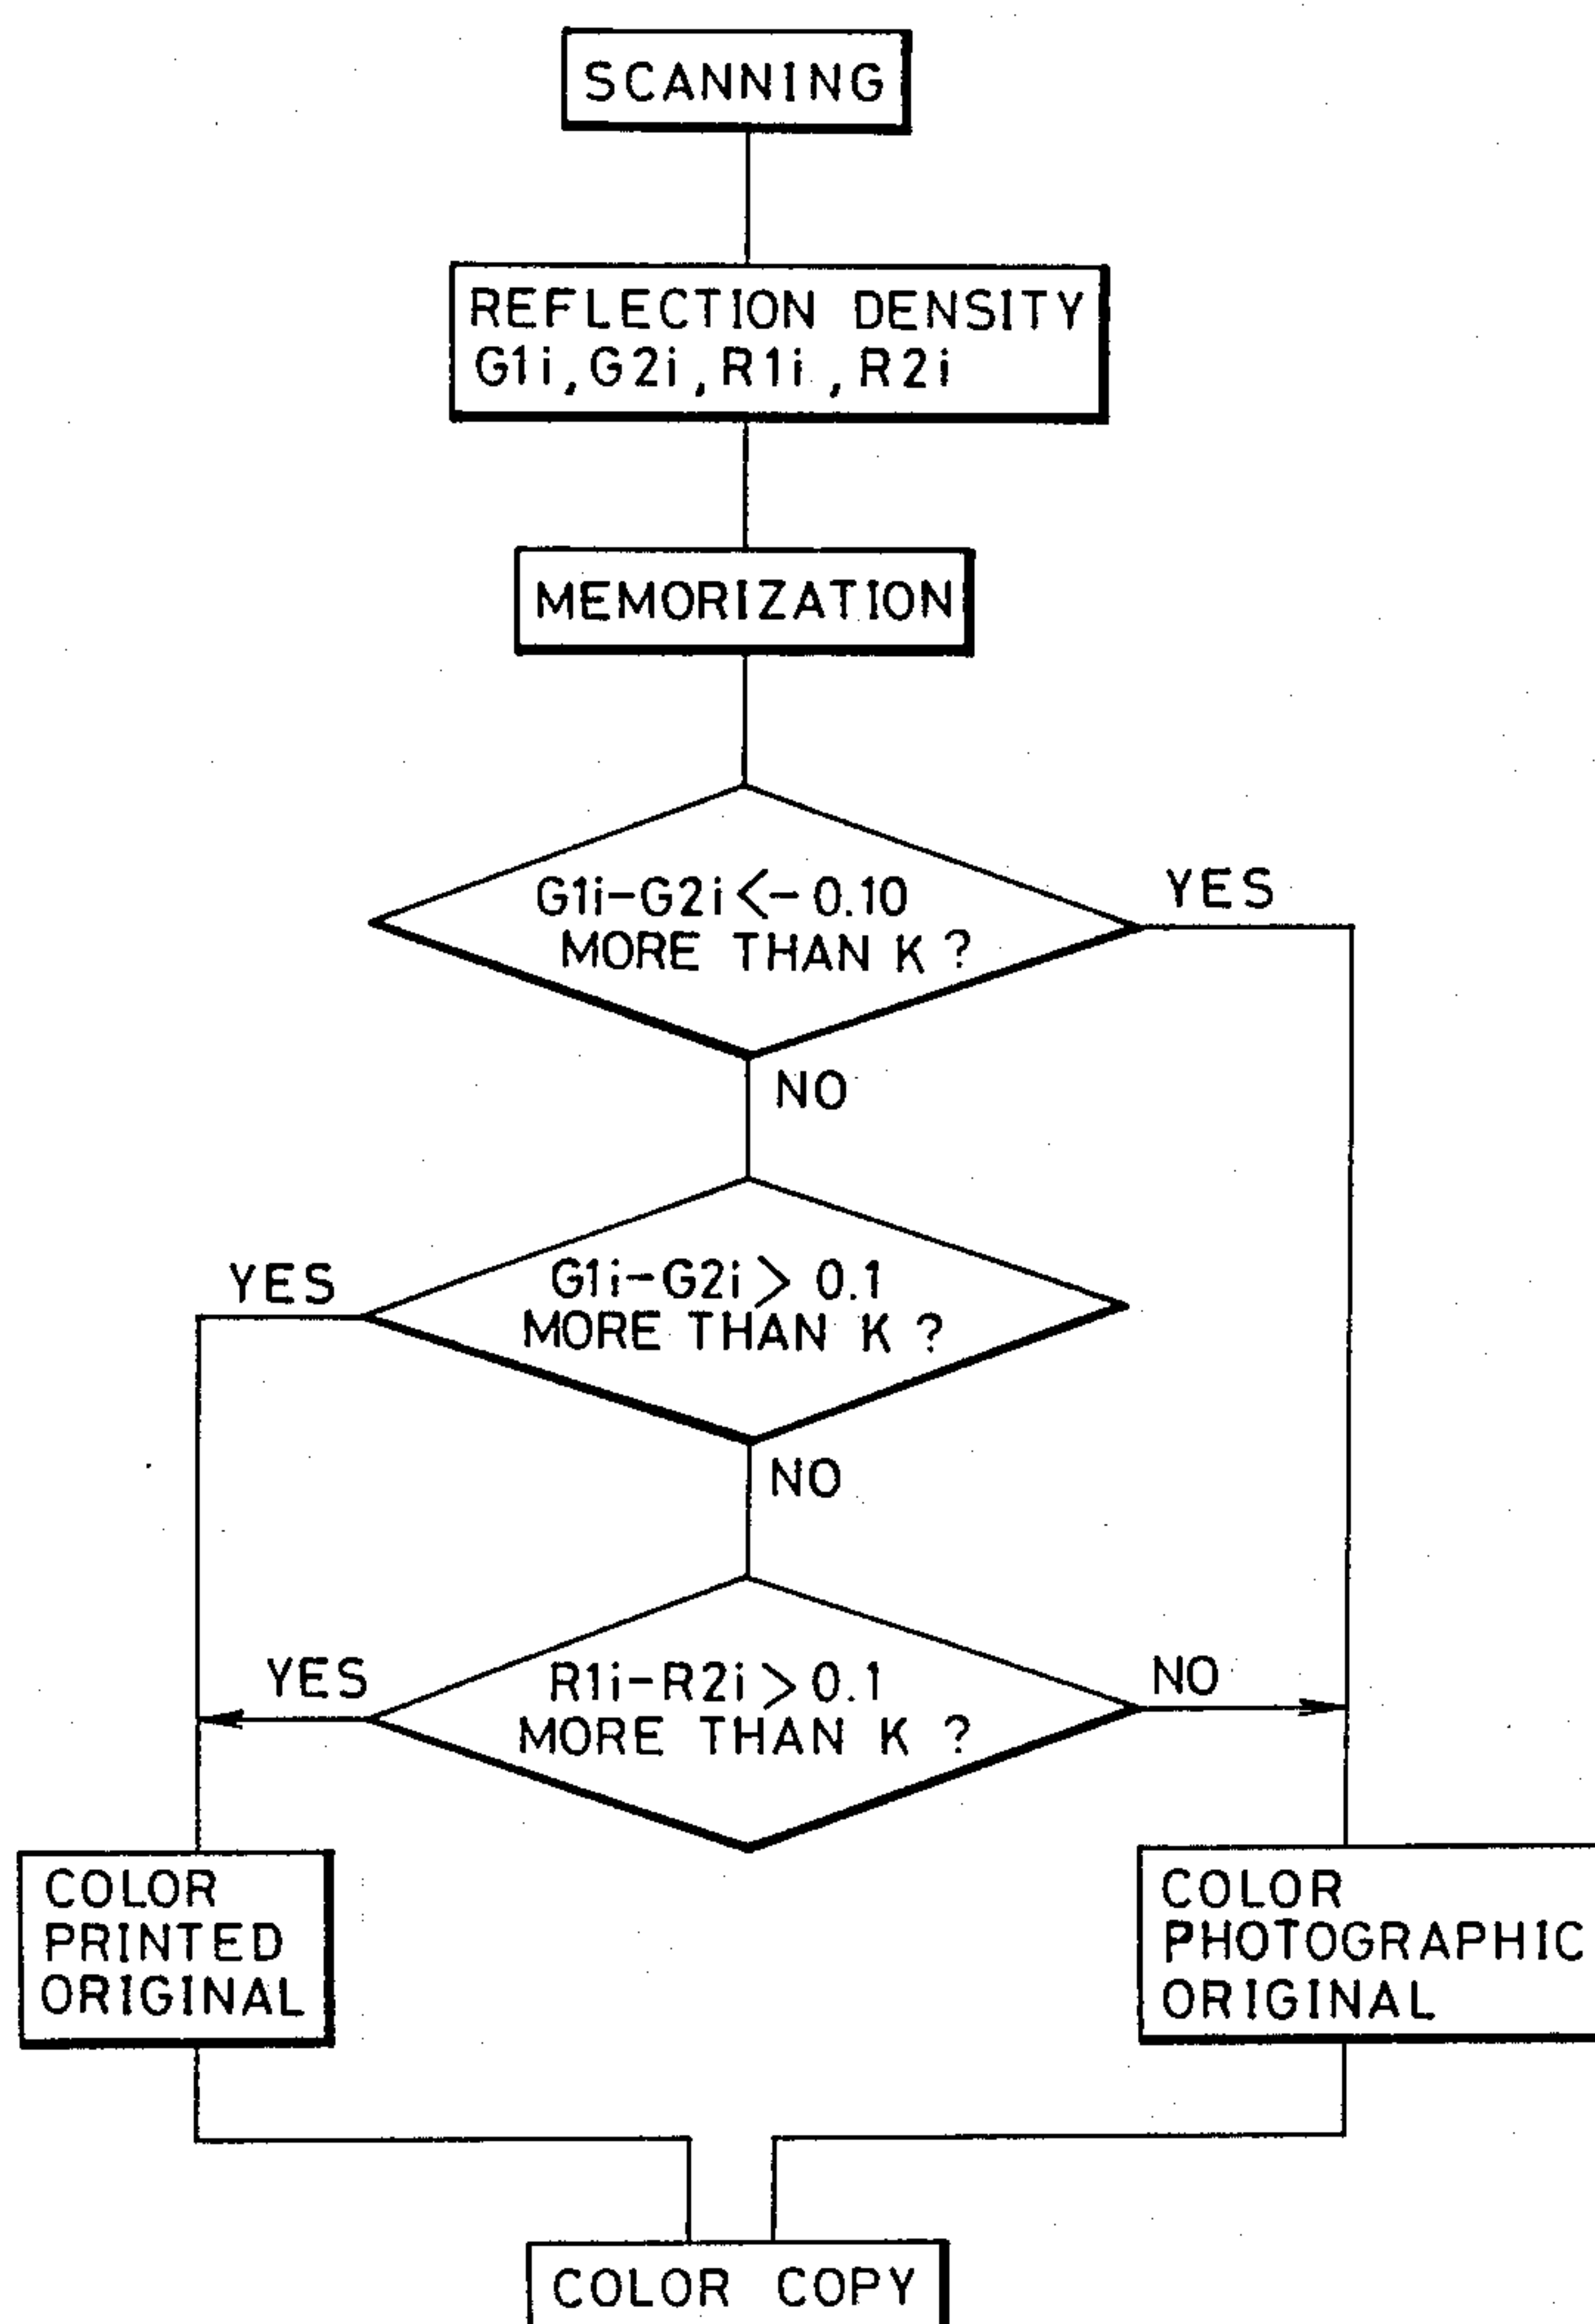 SCANNING
REFLECTION DENSITY
G1i, G2i, R1i, R2i
MEMORIZATION
G1i-G2i<-0.10
MORE THAN K ?
YES
NO
G1i-G2i>0.1
MORE THAN K ?
YES
NO
R1i-R2i>0.1
MORE THAN K ?
YES
NO
COLOR
PRINTED
ORIGINAL
COLOR
PHOTOGRAPHIC
ORIGINAL
COLOR COPY